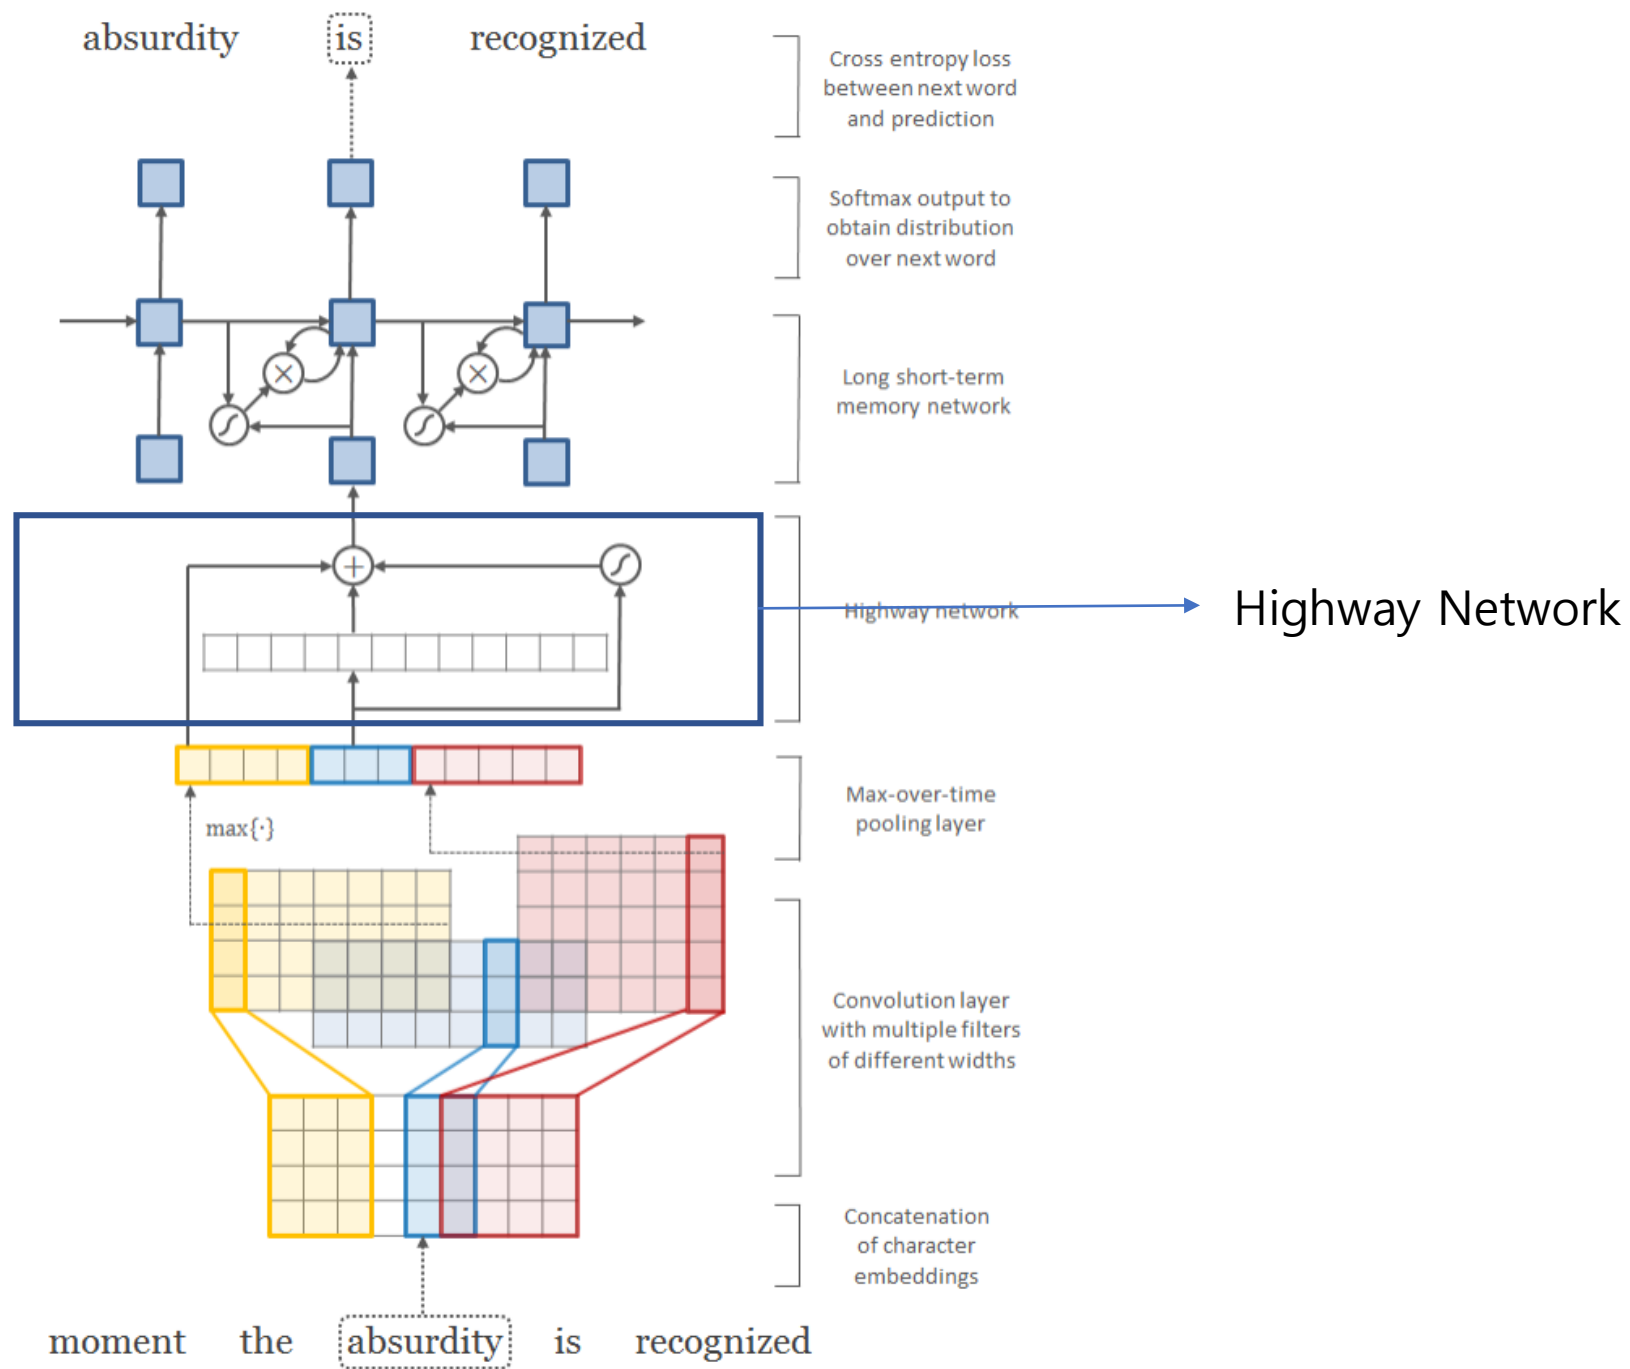 absurdity is recognized
Cross entropy loss
between next word
and prediction
Softmax output to
obtain distribution
over next word
Long short-term
memory network
Highway network
Highway Network
Max-over-time
pooling layer
max{·}
Convolution layer
with multiple filters
of different widths
Concatenation
of character
embeddings
moment the absurdity is recognized